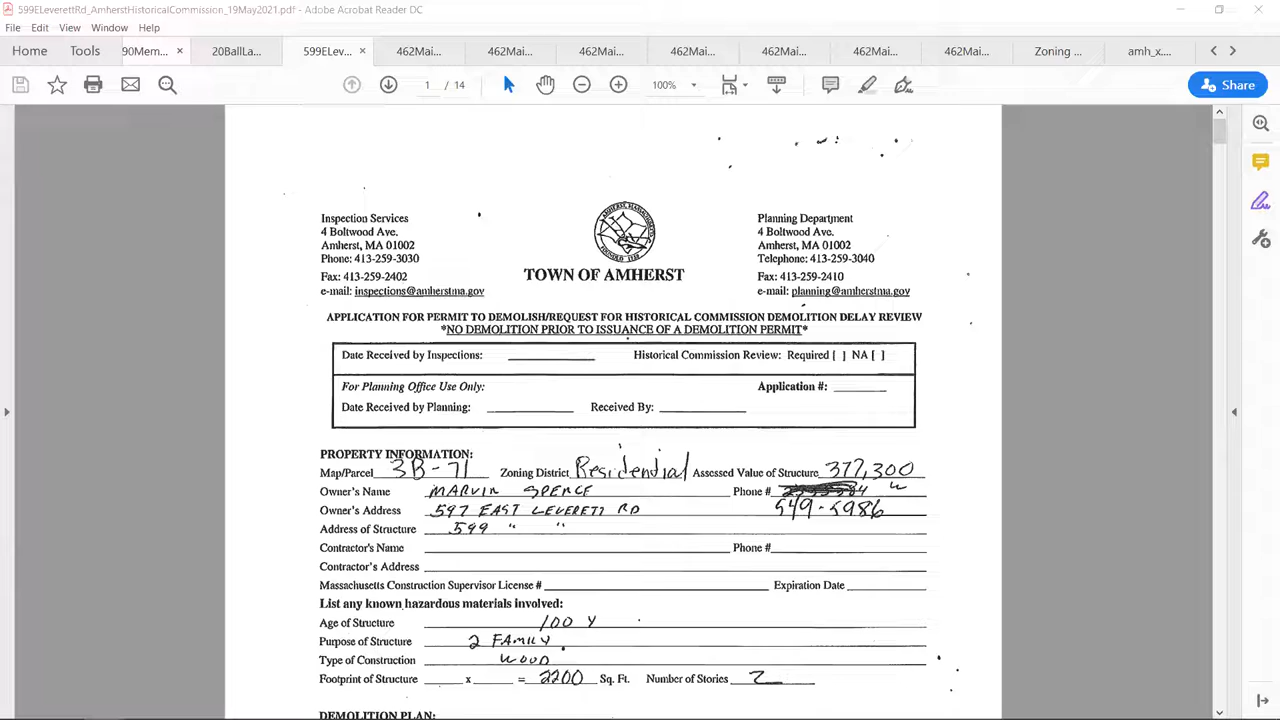 599ELeverettRd_AmherstHistoricalCommission_19May2021.pdf - Adobe Acrobat Reader DC
File Edit View Window Help
Home Tools 90Mem... × 20BallLa... 599ELev... × 462Mai... 462Mai... 462Mai... 462Mai... 462Mai... 462Mai... 462Mai... Zoning ... amh_x....
1 / 14 100% Share
Inspection Services
4 Boltwood Ave.
Amherst, MA 01002
Phone: 413-259-3030
Fax: 413-259-2402
e-mail: inspections@amherstma.gov
TOWN OF AMHERST
Planning Department
4 Boltwood Ave.
Amherst, MA 01002
Telephone: 413-259-3040
Fax: 413-259-2410
e-mail: planning@amherstma.gov
APPLICATION FOR PERMIT TO DEMOLISH/REQUEST FOR HISTORICAL COMMISSION DEMOLITION DELAY REVIEW
*NO DEMOLITION PRIOR TO ISSUANCE OF A DEMOLITION PERMIT*
Date Received by Inspections: Historical Commission Review: Required [ ] NA [ ]
For Planning Office Use Only: Application #:
Date Received by Planning: Received By:
PROPERTY INFORMATION:
Map/Parcel 3B-71 Zoning District Residential Assessed Value of Structure 377,300
Owner's Name MARVIN SPENCE Phone #
Owner's Address 597 EAST LEVERETT RD 549-5986
Address of Structure 599 " "
Contractor's Name Phone #
Contractor's Address
Massachusetts Construction Supervisor License # Expiration Date
List any known hazardous materials involved:
Age of Structure 100 Y
Purpose of Structure 2 FAMILY
Type of Construction WOOD
Footprint of Structure x = 2200 Sq. Ft. Number of Stories 2
DEMOLITION PLAN: